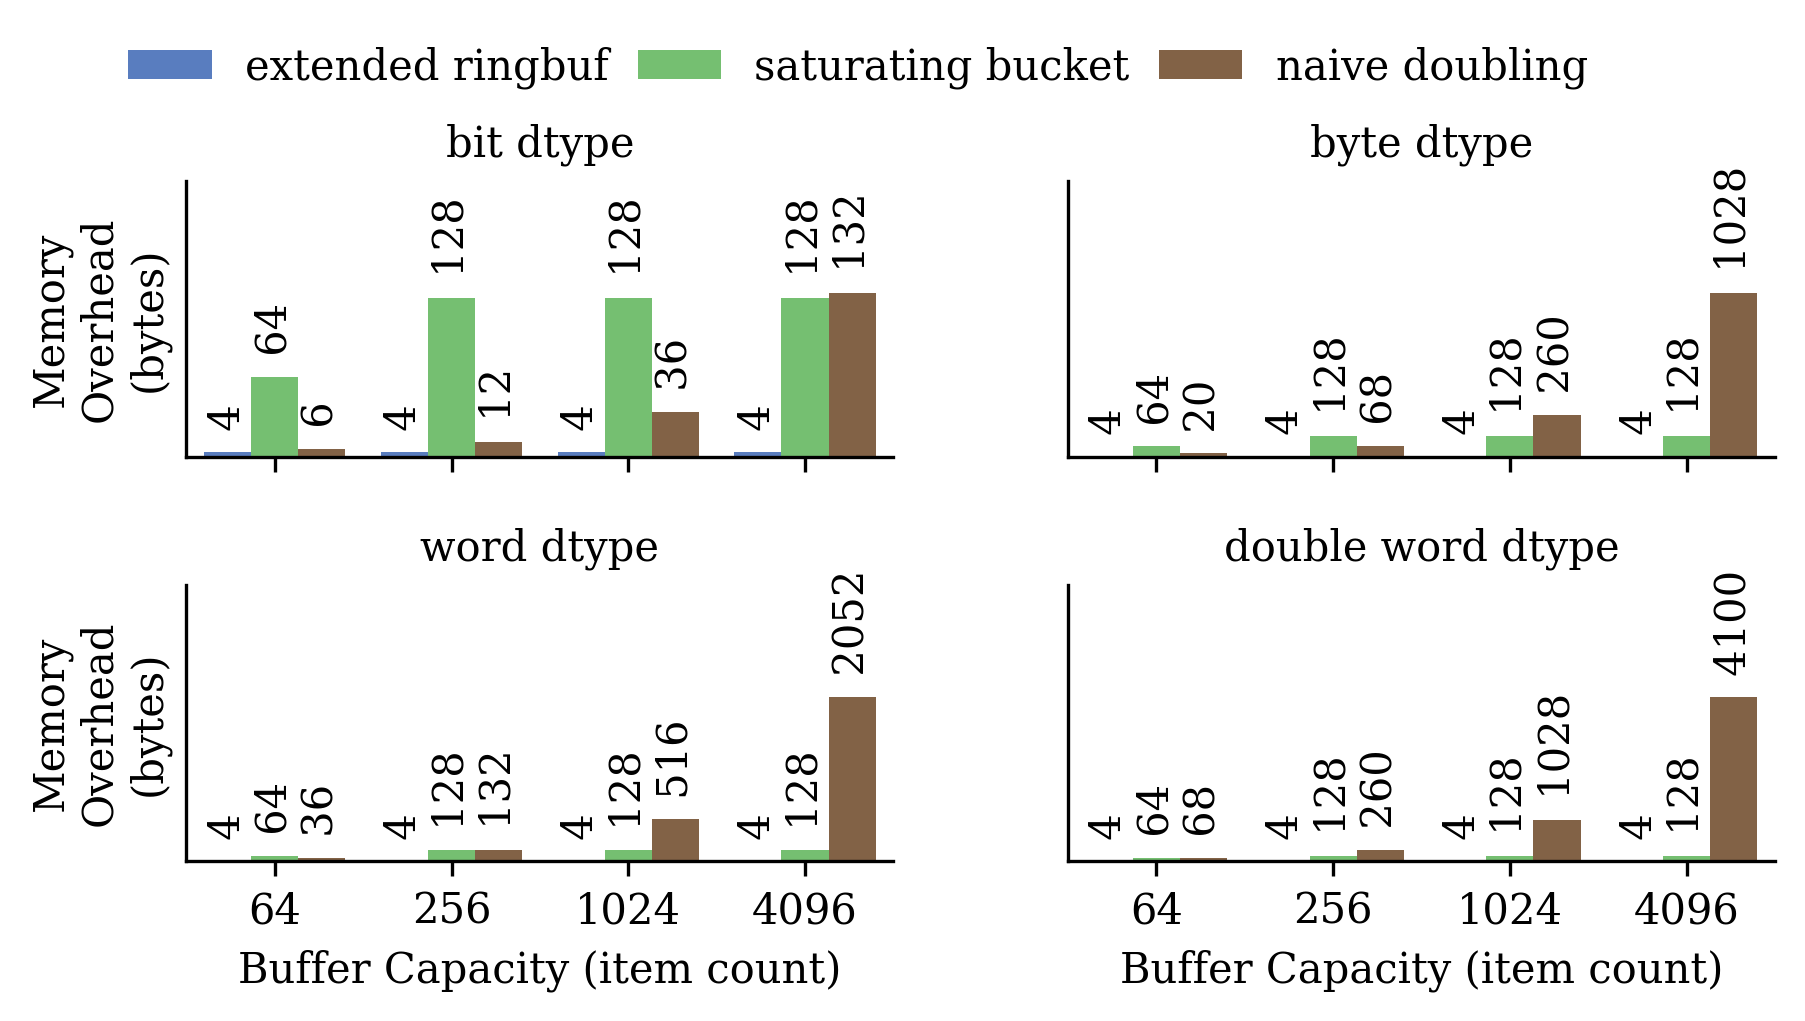 extended ringbuf saturating bucket naive doubling
bit dtype
Memory
Overhead
(bytes)
4 64 6 4 128 12 4 128 36 4 128 132
byte dtype
4 64 20 4 128 68 4 128 260 4 128 1028
word dtype
Memory
Overhead
(bytes)
4 64 36 4 128 132 4 128 516 4 128 2052
64 256 1024 4096
Buffer Capacity (item count)
double word dtype
4 64 68 4 128 260 4 128 1028 4 128 4100
64 256 1024 4096
Buffer Capacity (item count)